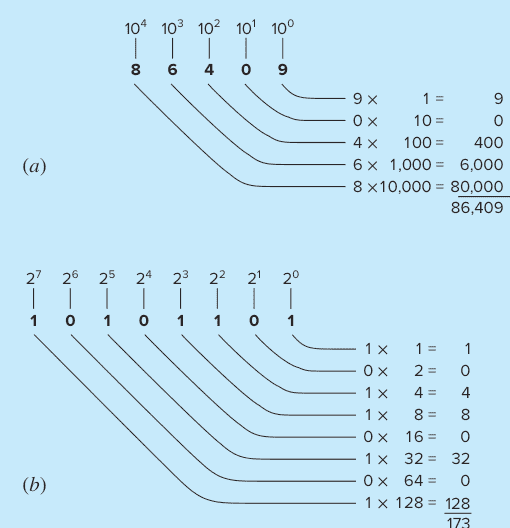 10⁴ 10³ 10² 10¹ 10⁰
8 6 4 0 9
9 × 1 = 9
0 × 10 = 0
4 × 100 = 400
6 × 1,000 = 6,000
8 ×10,000 = 80,000
86,409
(a)
2⁷ 2⁶ 2⁵ 2⁴ 2³ 2² 2¹ 2⁰
1 0 1 0 1 1 0 1
1 × 1 = 1
0 × 2 = 0
1 × 4 = 4
1 × 8 = 8
0 × 16 = 0
1 × 32 = 32
0 × 64 = 0
1 × 128 = 128
173
(b)